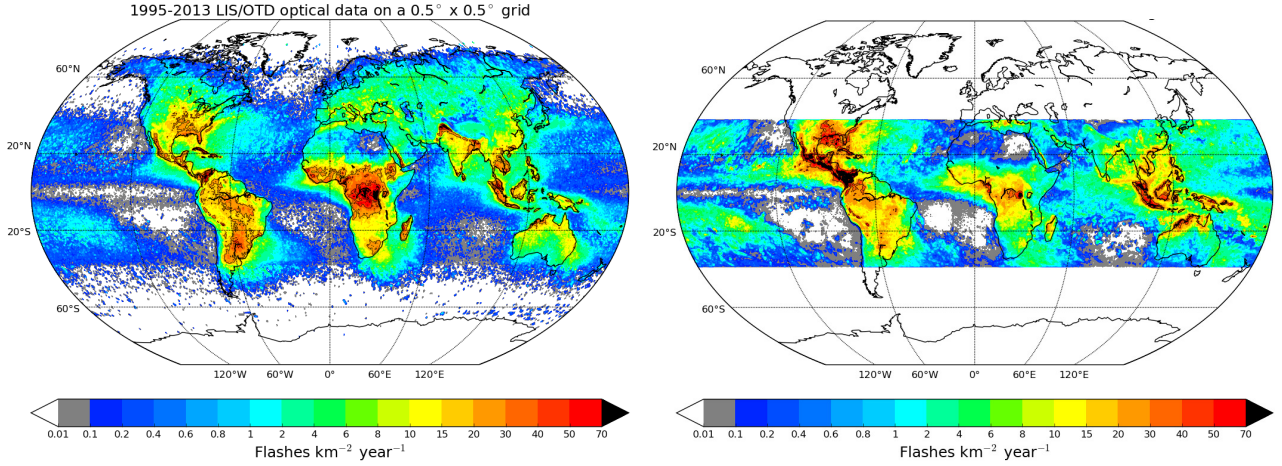 1995-2013 LIS/OTD optical data on a 0.5° x 0.5° grid
60°N
20°N
20°S
60°S
120°W 60°W 0° 60°E 120°E
0.01 0.1 0.2 0.4 0.6 0.8 1 2 4 6 8 10 15 20 30 40 50 70
Flashes km⁻² year⁻¹
60°N
20°N
20°S
60°S
120°W 60°W 0° 60°E 120°E
0.01 0.1 0.2 0.4 0.6 0.8 1 2 4 6 8 10 15 20 30 40 50 70
Flashes km⁻² year⁻¹